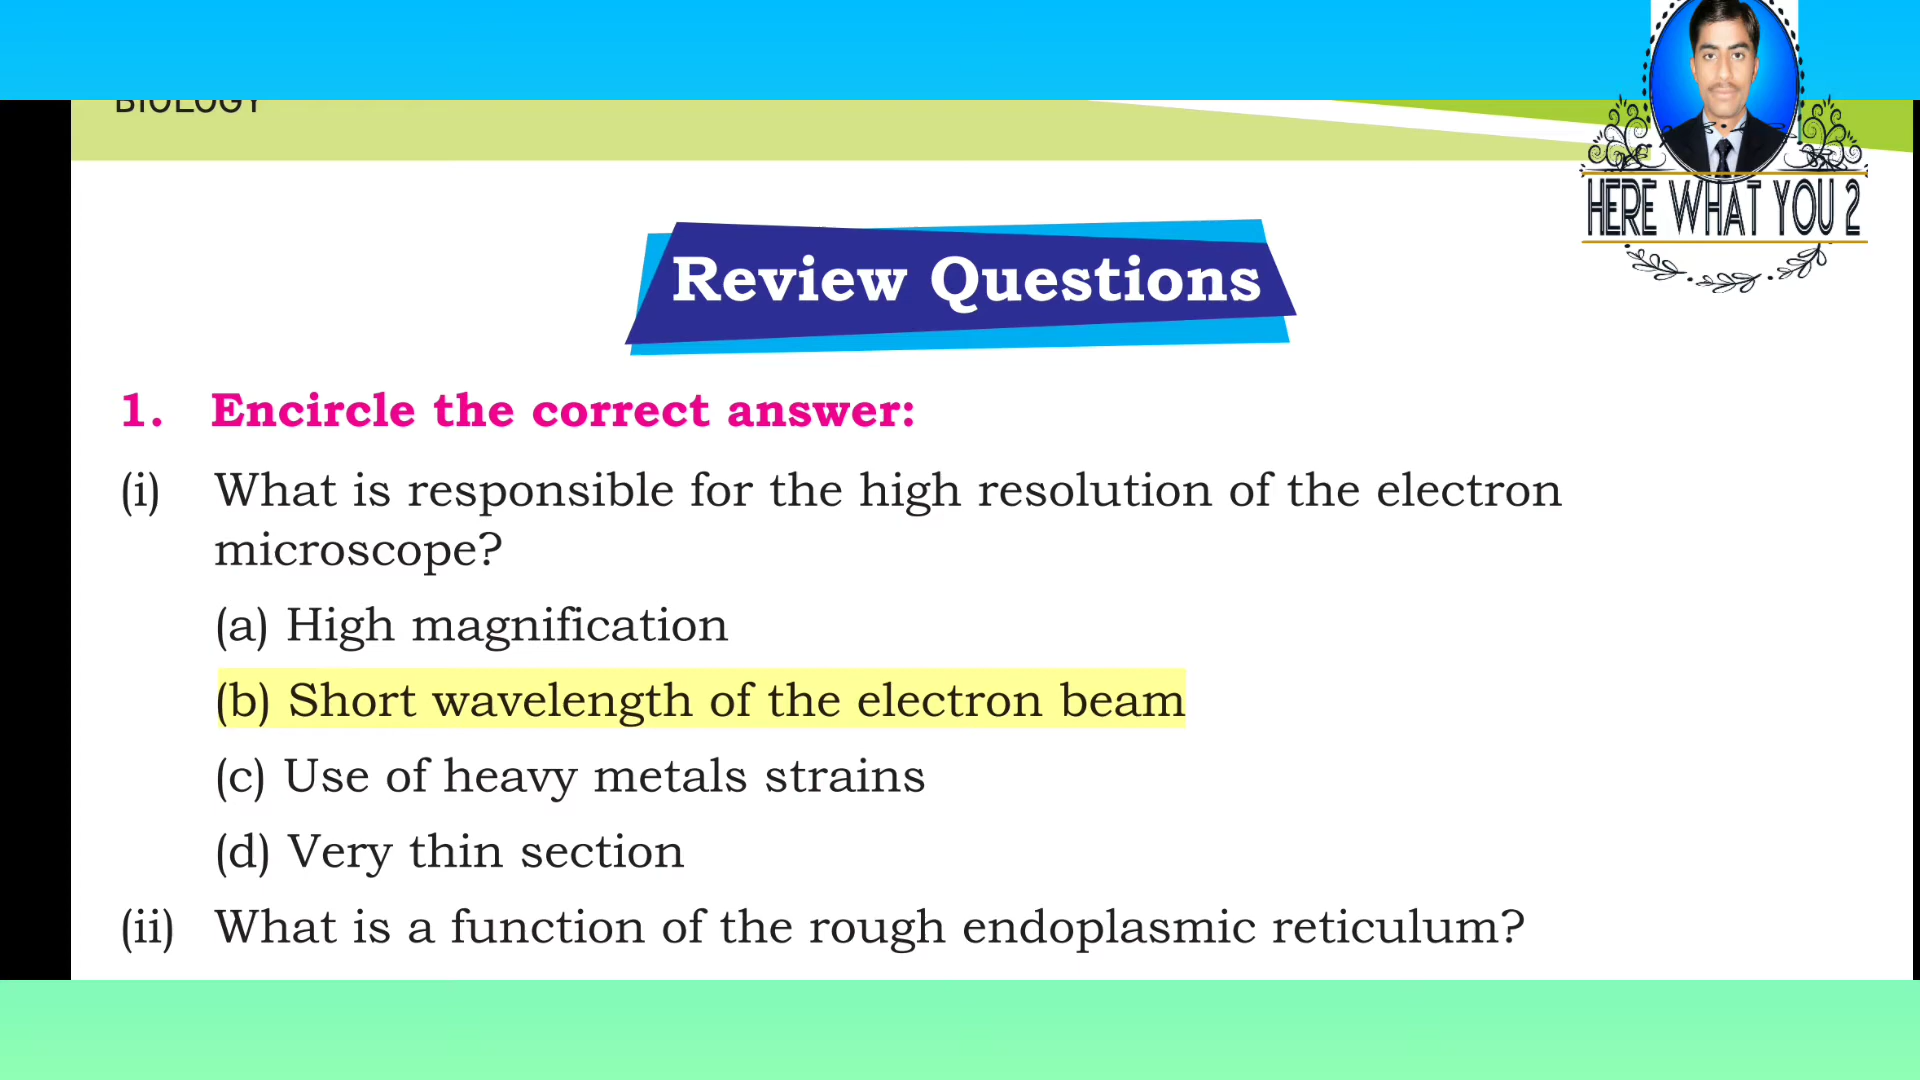 BIOLOGY
HERE WHAT YOU 2
Review Questions
1. Encircle the correct answer:
(i) What is responsible for the high resolution of the electron
microscope?
(a) High magnification
(b) Short wavelength of the electron beam
(c) Use of heavy metals strains
(d) Very thin section
(ii) What is a function of the rough endoplasmic reticulum?